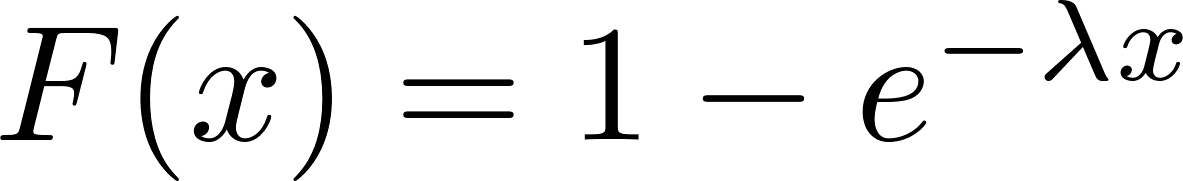 F(x) = 1 − e^{−λx}